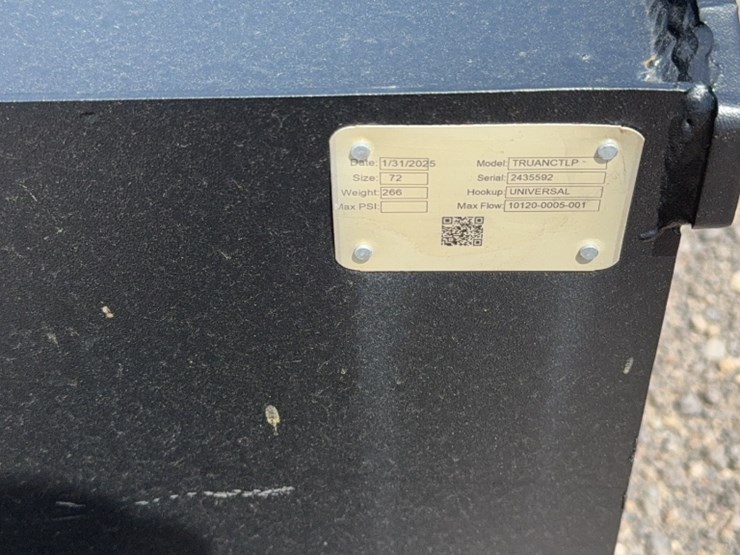 Date: 1/31/2025 Model: TRUANCTLP
Size: 72 Serial: 2435592
Weight: 266 Hookup: UNIVERSAL
Max PSI: Max Flow: 10120-0005-001